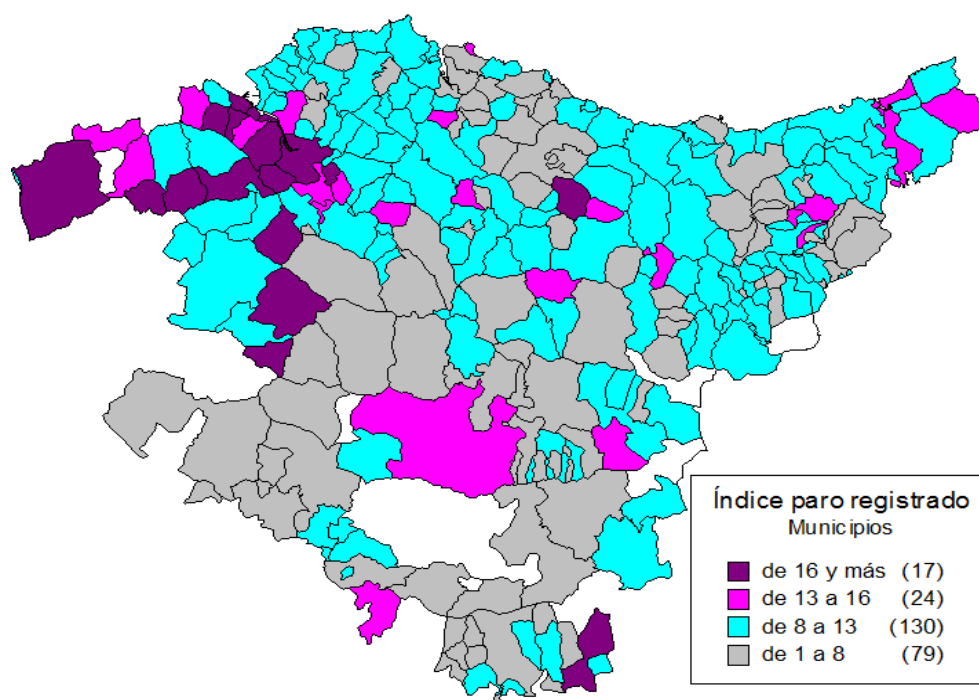 Índice paro registrado
Municipios
de 16 y más (17)
de 13 a 16 (24)
de 8 a 13 (130)
de 1 a 8 (79)